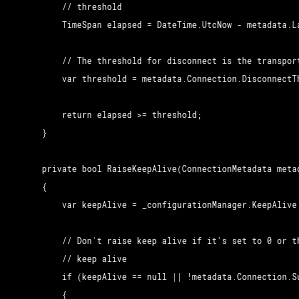 // threshold
TimeSpan elapsed = DateTime.UtcNow - metadata.La
// The threshold for disconnect is the transport
var threshold = metadata.Connection.DisconnectTh
return elapsed >= threshold;
}
private bool RaiseKeepAlive(ConnectionMetadata metad
{
var keepAlive = _configurationManager.KeepAlive
// Don't raise keep alive if it's set to 0 or th
// keep alive
if (keepAlive == null || !metadata.Connection.Su
{